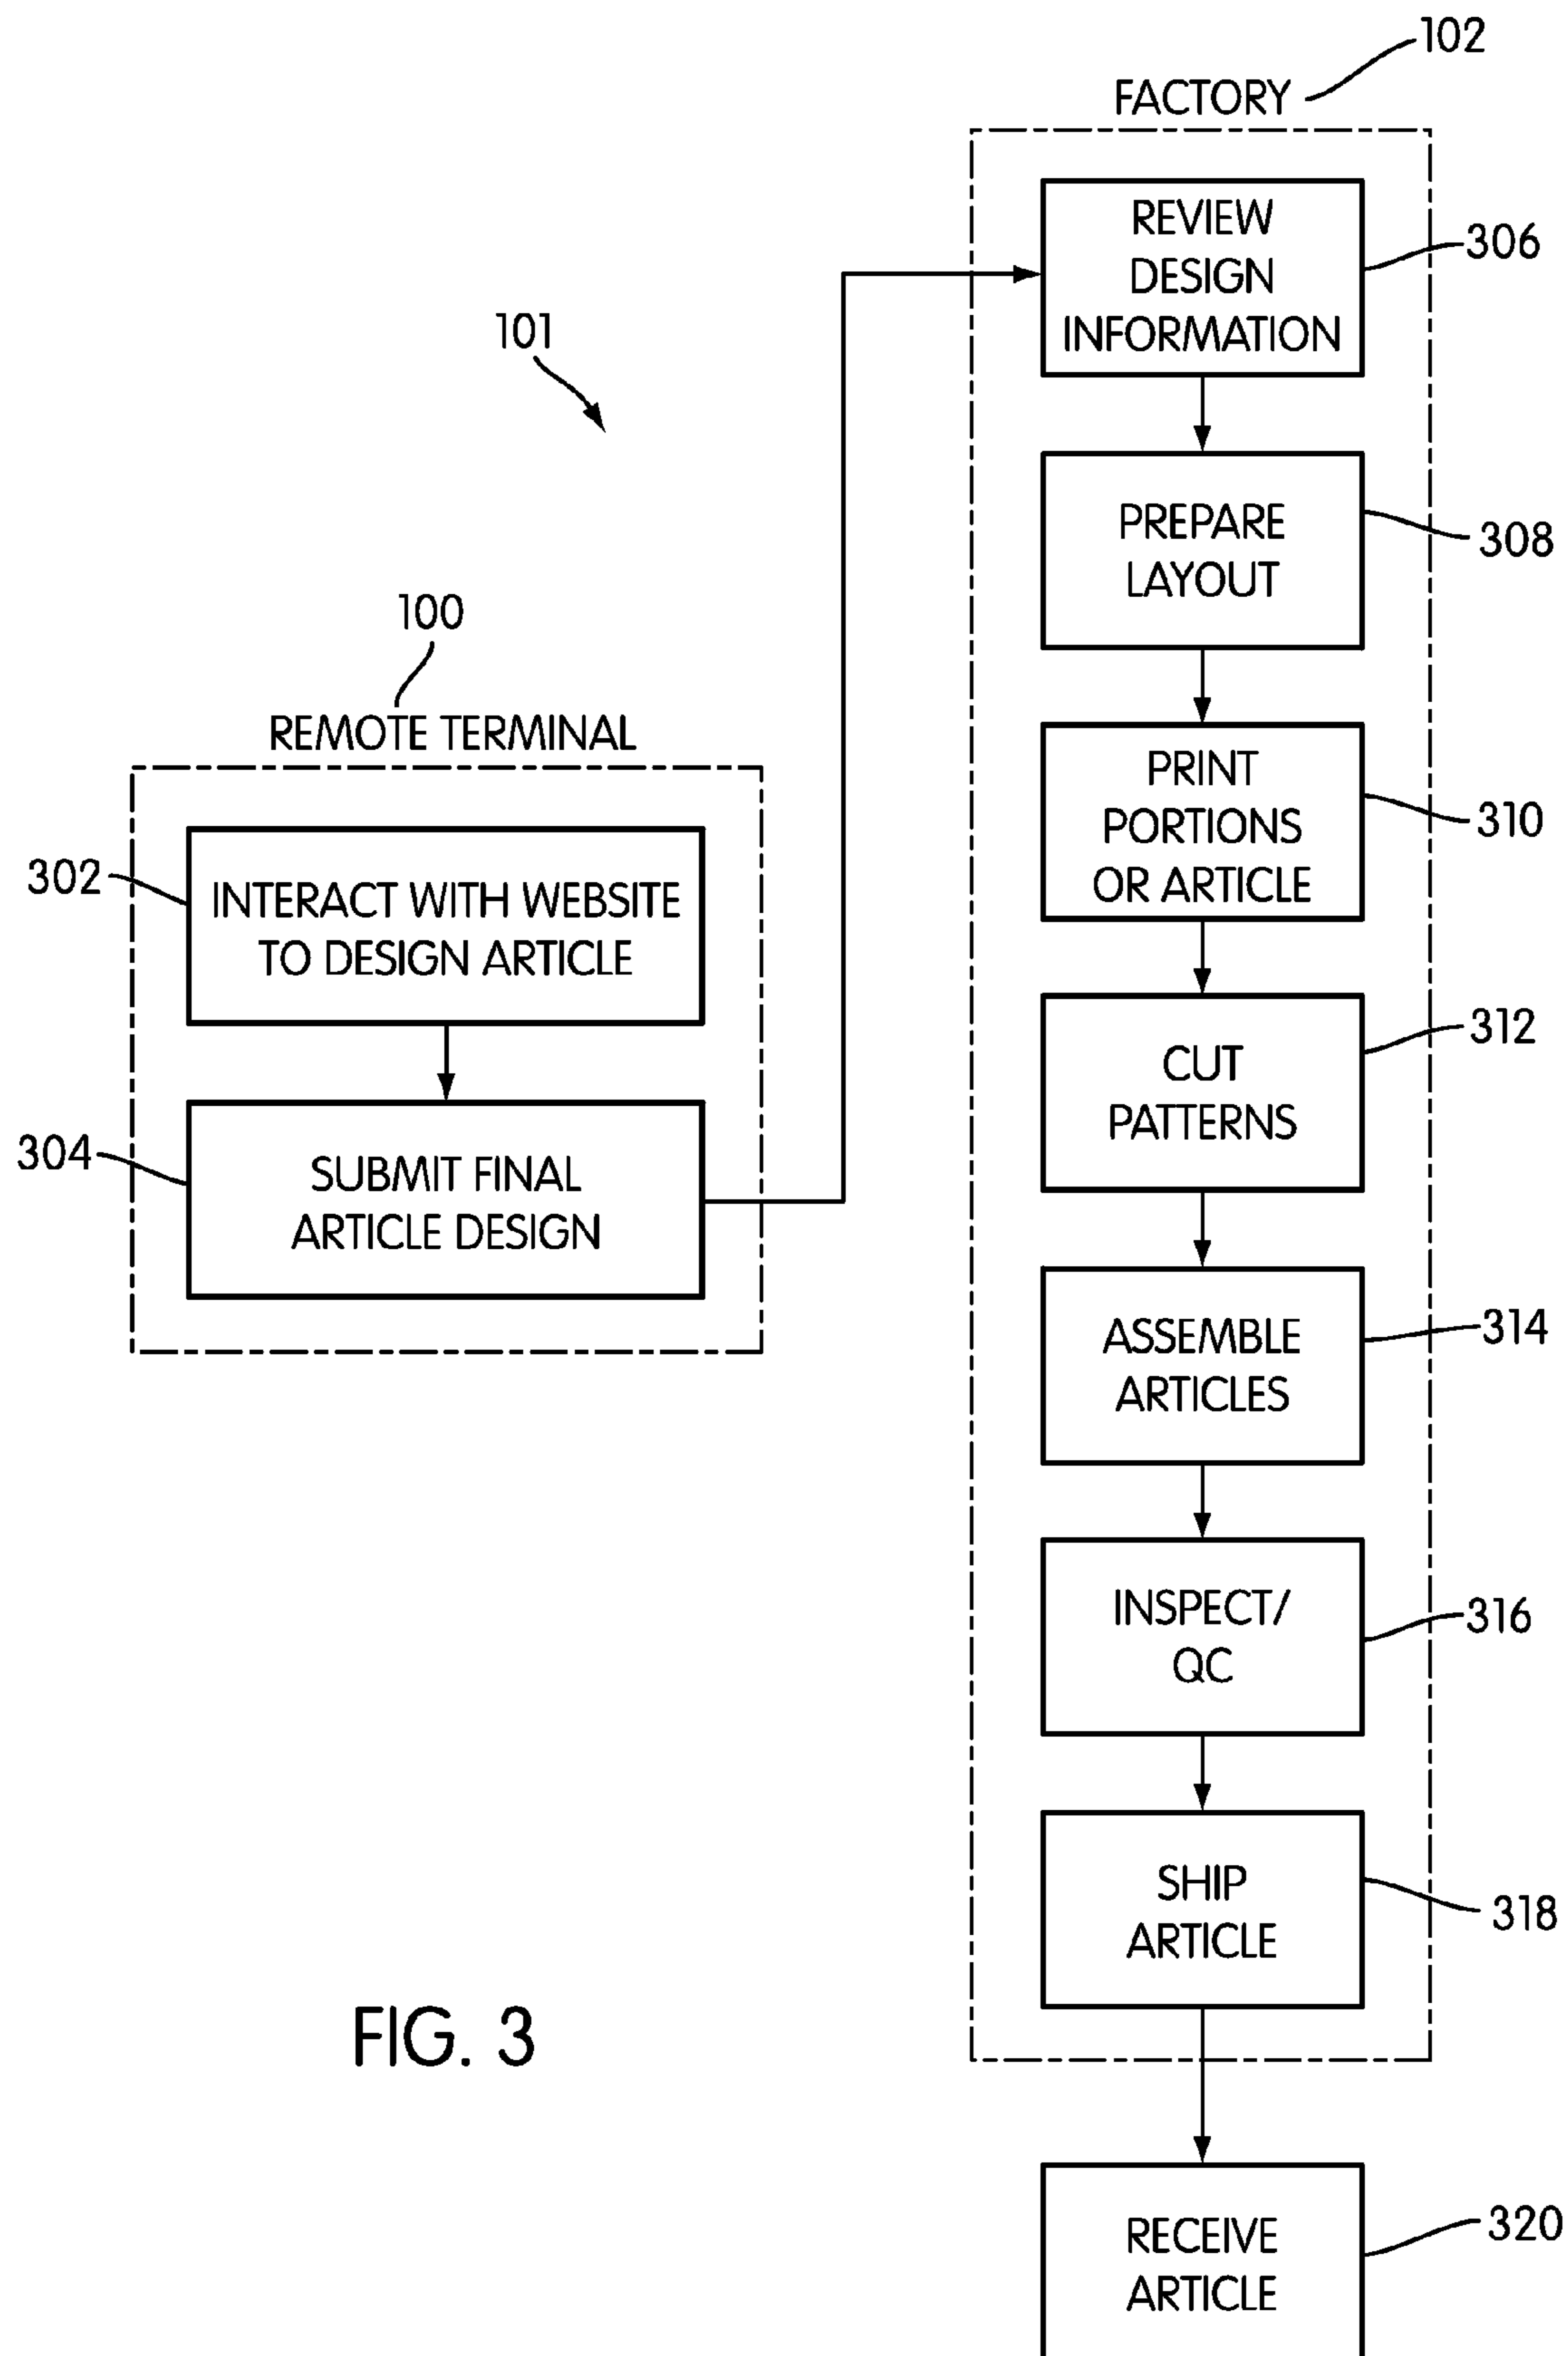 102
FACTORY
REVIEW
DESIGN
INFORMATION
306
101
PREPARE
LAYOUT
308
100
REMOTE TERMINAL
PRINT
PORTIONS
OR ARTICLE
310
302
INTERACT WITH WEBSITE
TO DESIGN ARTICLE
CUT
PATTERNS
312
304
SUBMIT FINAL
ARTICLE DESIGN
ASSEMBLE
ARTICLES
314
INSPECT/
QC
316
SHIP
ARTICLE
318
FIG. 3
RECEIVE
ARTICLE
320